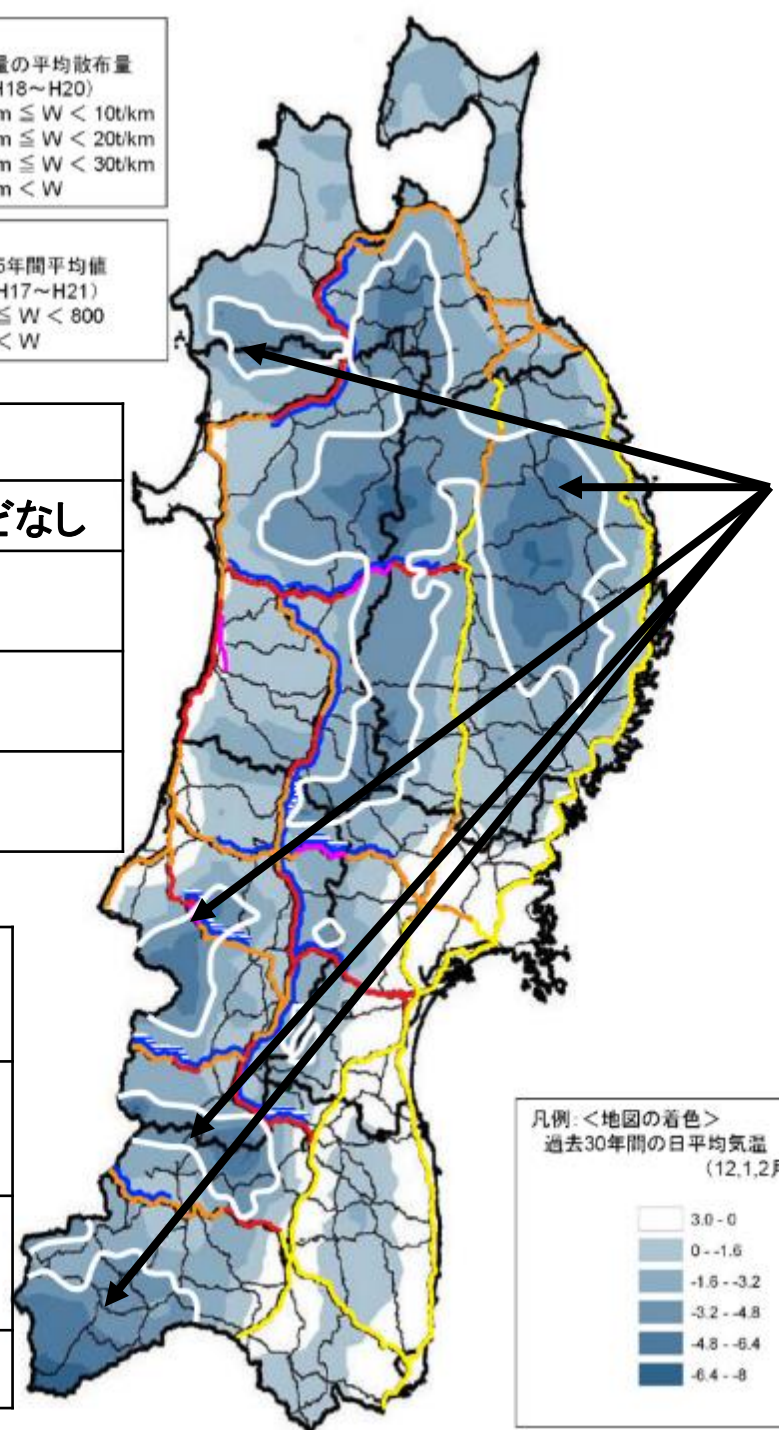 量の平均散布量
H18～H20）
m ≦ W < 10t/km
m ≦ W < 20t/km
m ≦ W < 30t/km
m < W
5年間平均値
H17～H21）
≦ W < 800
< W
どなし
凡例：＜地図の着色＞
過去30年間の日平均気温
（12,1,2月
3.0 - 0
0 - -1.6
-1.6 - -3.2
-3.2 - -4.8
-4.8 - -6.4
-6.4 - -8